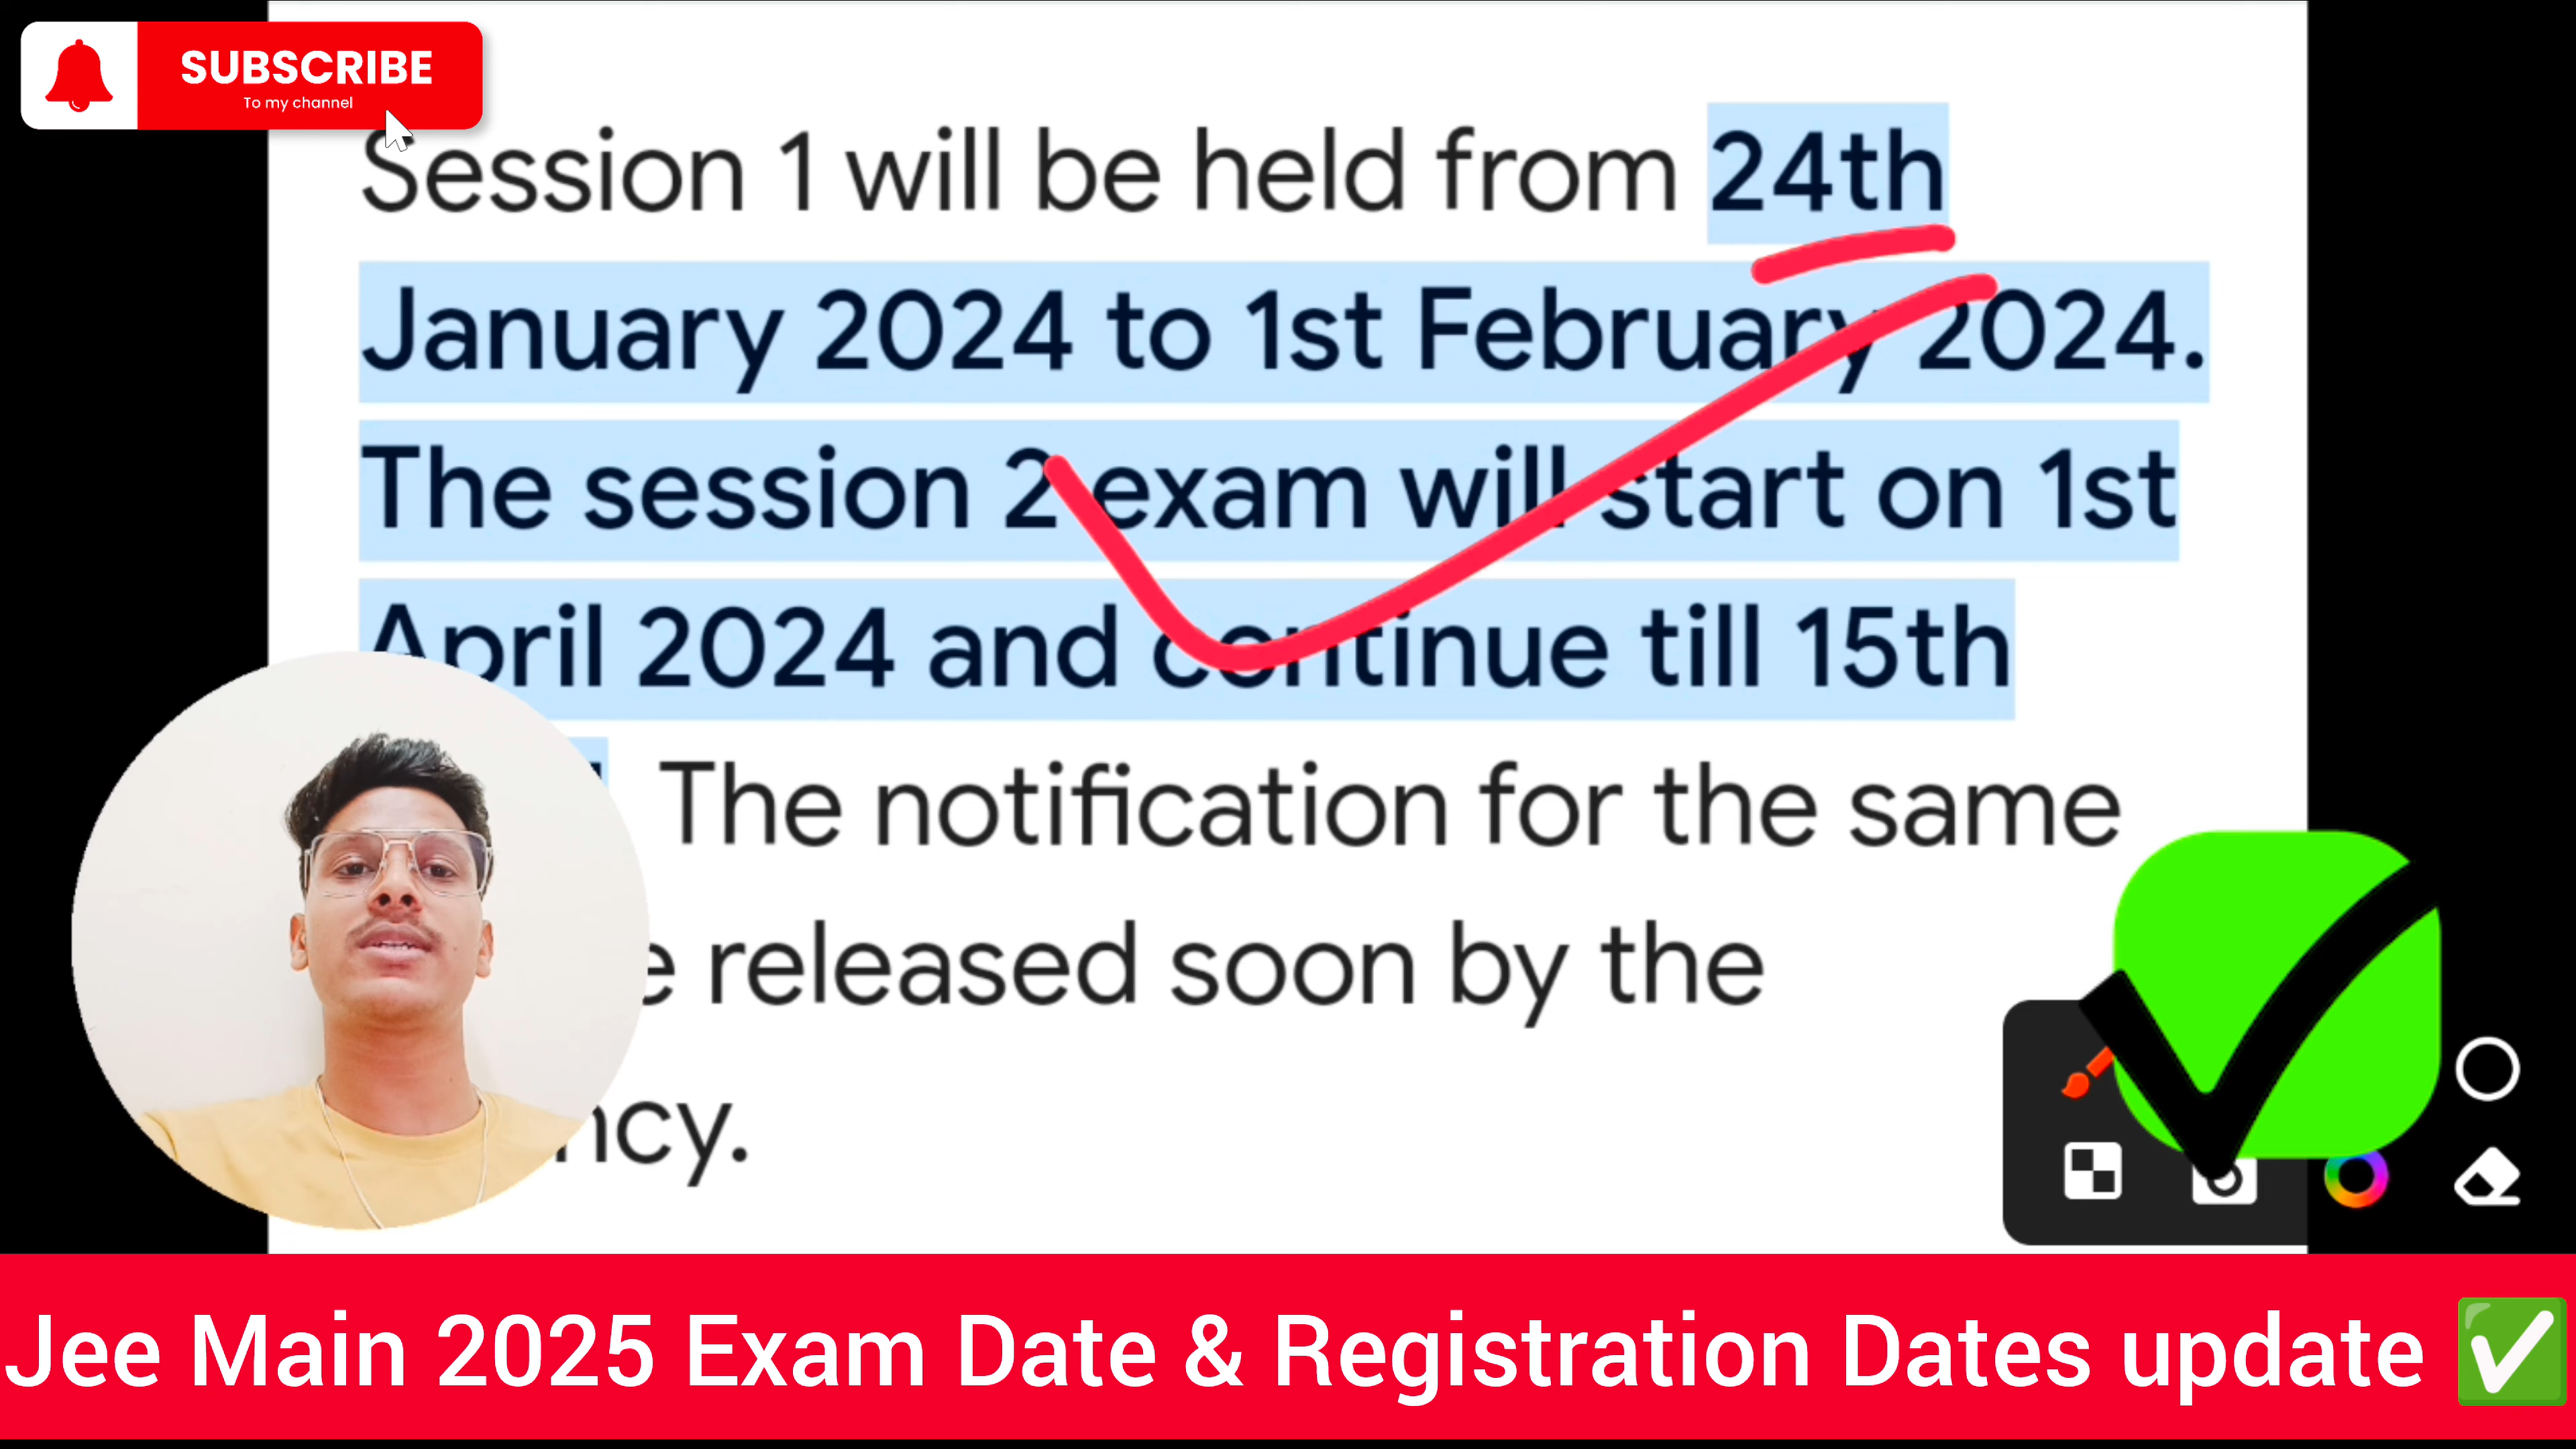 SUBSCRIBE
To my channel
Session 1 will be held from 24th
January 2024 to 1st February 2024.
The session 2 exam will start on 1st
April 2024 and continue till 15th
The notification for the same
released soon by the
Jee Main 2025 Exam Date & Registration Dates update ✅